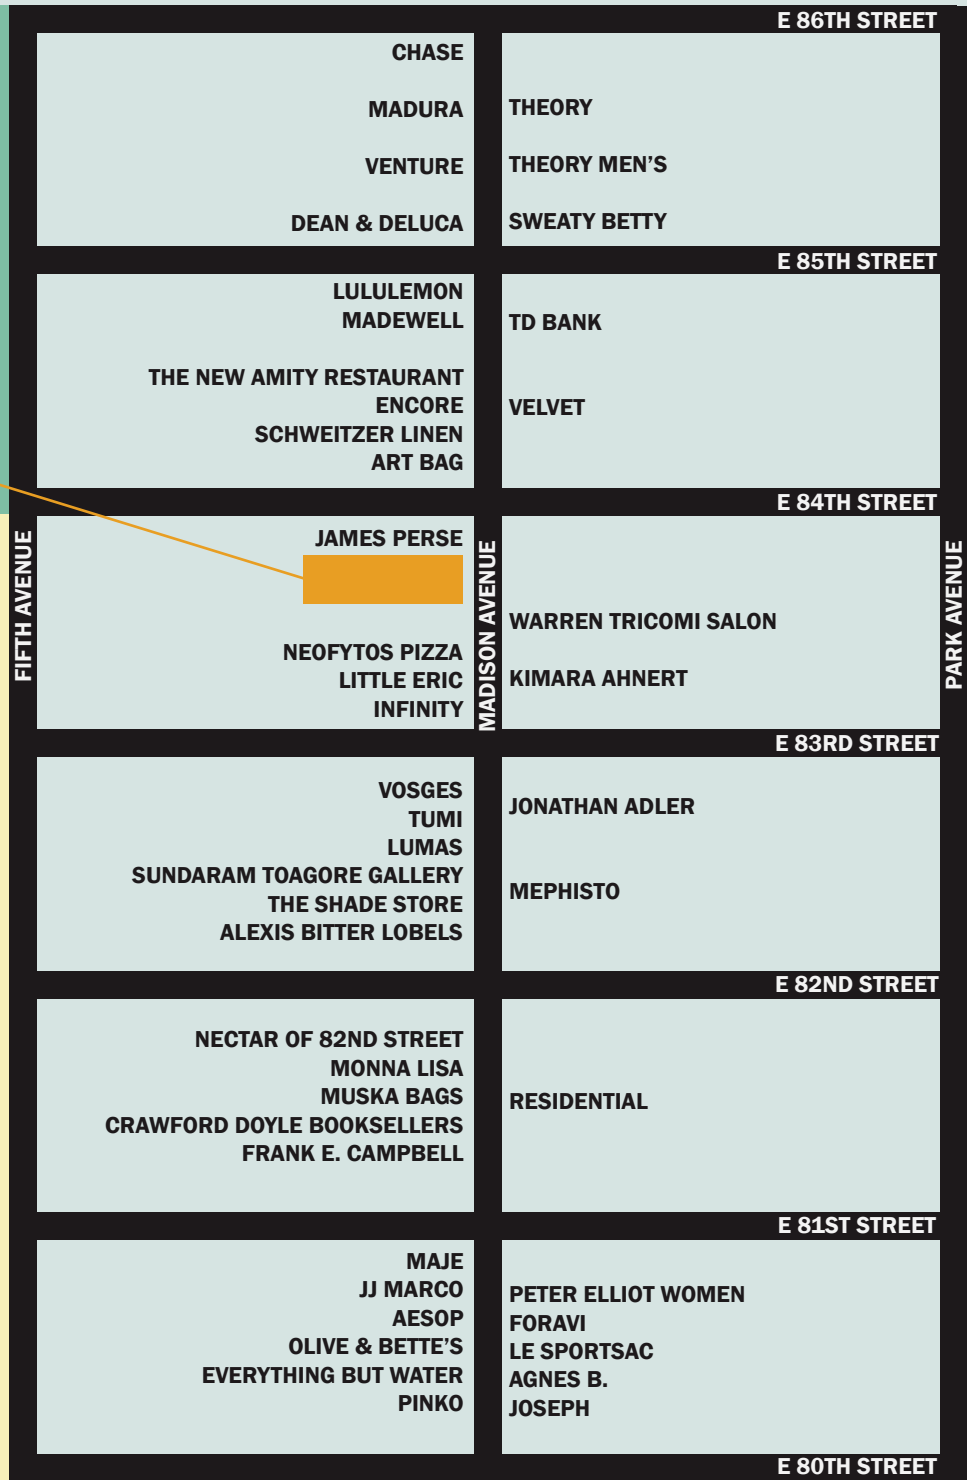 E 86TH STREET
CHASE
MADURA
VENTURE
DEAN & DELUCA
THEORY
THEORY MEN'S
SWEATY BETTY
E 85TH STREET
LULULEMON
MADEWELL
THE NEW AMITY RESTAURANT
ENCORE
SCHWEITZER LINEN
ART BAG
TD BANK
VELVET
E 84TH STREET
FIFTH AVENUE
JAMES PERSE
NEOFYTOS PIZZA
LITTLE ERIC
INFINITY
MADISON AVENUE
WARREN TRICOMI SALON
KIMARA AHNERT
PARK AVENUE
E 83RD STREET
VOSGES
TUMI
LUMAS
SUNDARAM TOAGORE GALLERY
THE SHADE STORE
ALEXIS BITTER LOBELS
JONATHAN ADLER
MEPHISTO
E 82ND STREET
NECTAR OF 82ND STREET
MONNA LISA
MUSKA BAGS
CRAWFORD DOYLE BOOKSELLERS
FRANK E. CAMPBELL
RESIDENTIAL
E 81ST STREET
MAJE
JJ MARCO
AESOP
OLIVE & BETTE'S
EVERYTHING BUT WATER
PINKO
PETER ELLIOT WOMEN
FORAVI
LE SPORTSAC
AGNES B.
JOSEPH
E 80TH STREET